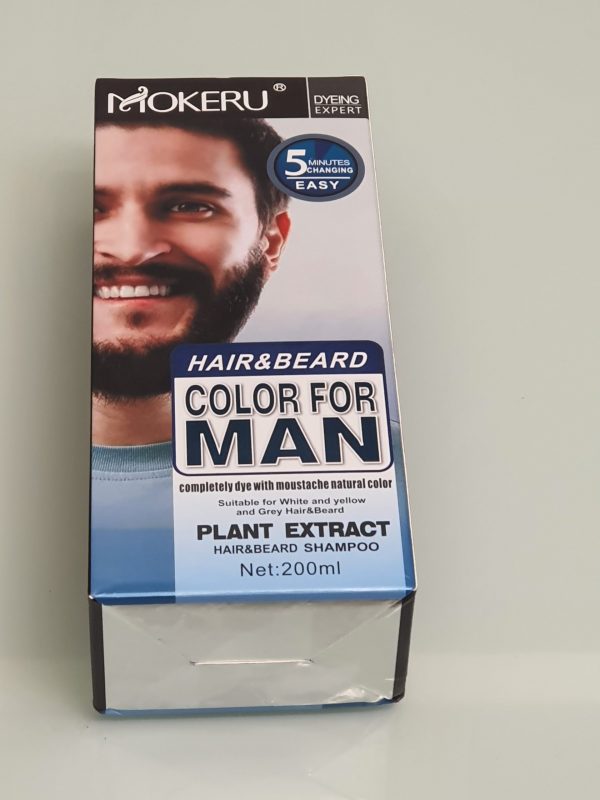 MOKERU®
DYEING
EXPERT
5 MINUTES
CHANGING
EASY
HAIR&BEARD
COLOR FOR
MAN
completely dye with moustache natural color
Suitable for White and yellow
and Grey Hair&Beard
PLANT EXTRACT
HAIR&BEARD SHAMPOO
Net:200ml